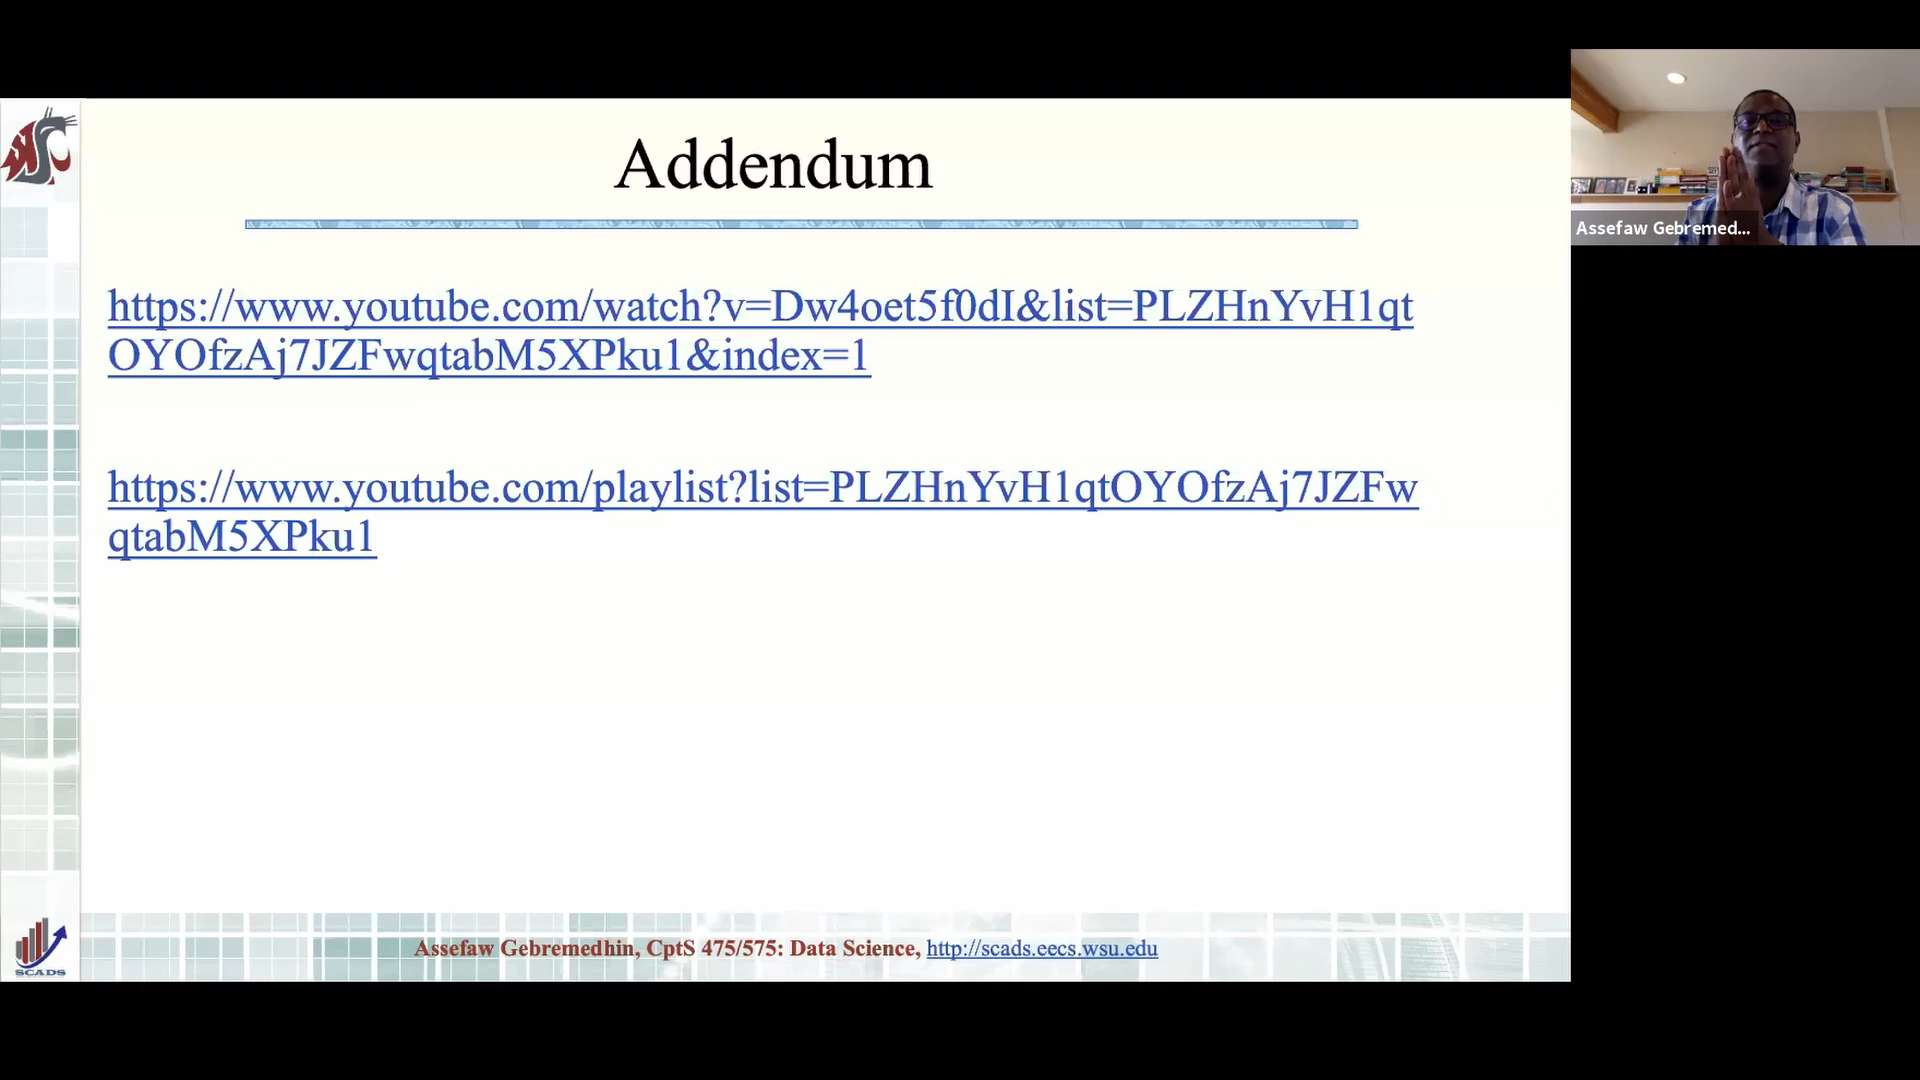 Addendum
https://www.youtube.com/watch?v=Dw4oet5f0dI&list=PLZHnYvH1qt
OYOfzAj7JZFwqtabM5XPku1&index=1
https://www.youtube.com/playlist?list=PLZHnYvH1qtOYOfzAj7JZFw
qtabM5XPku1
Assefaw Gebremed...
SCADS
Assefaw Gebremedhin, CptS 475/575: Data Science, http://scads.eecs.wsu.edu